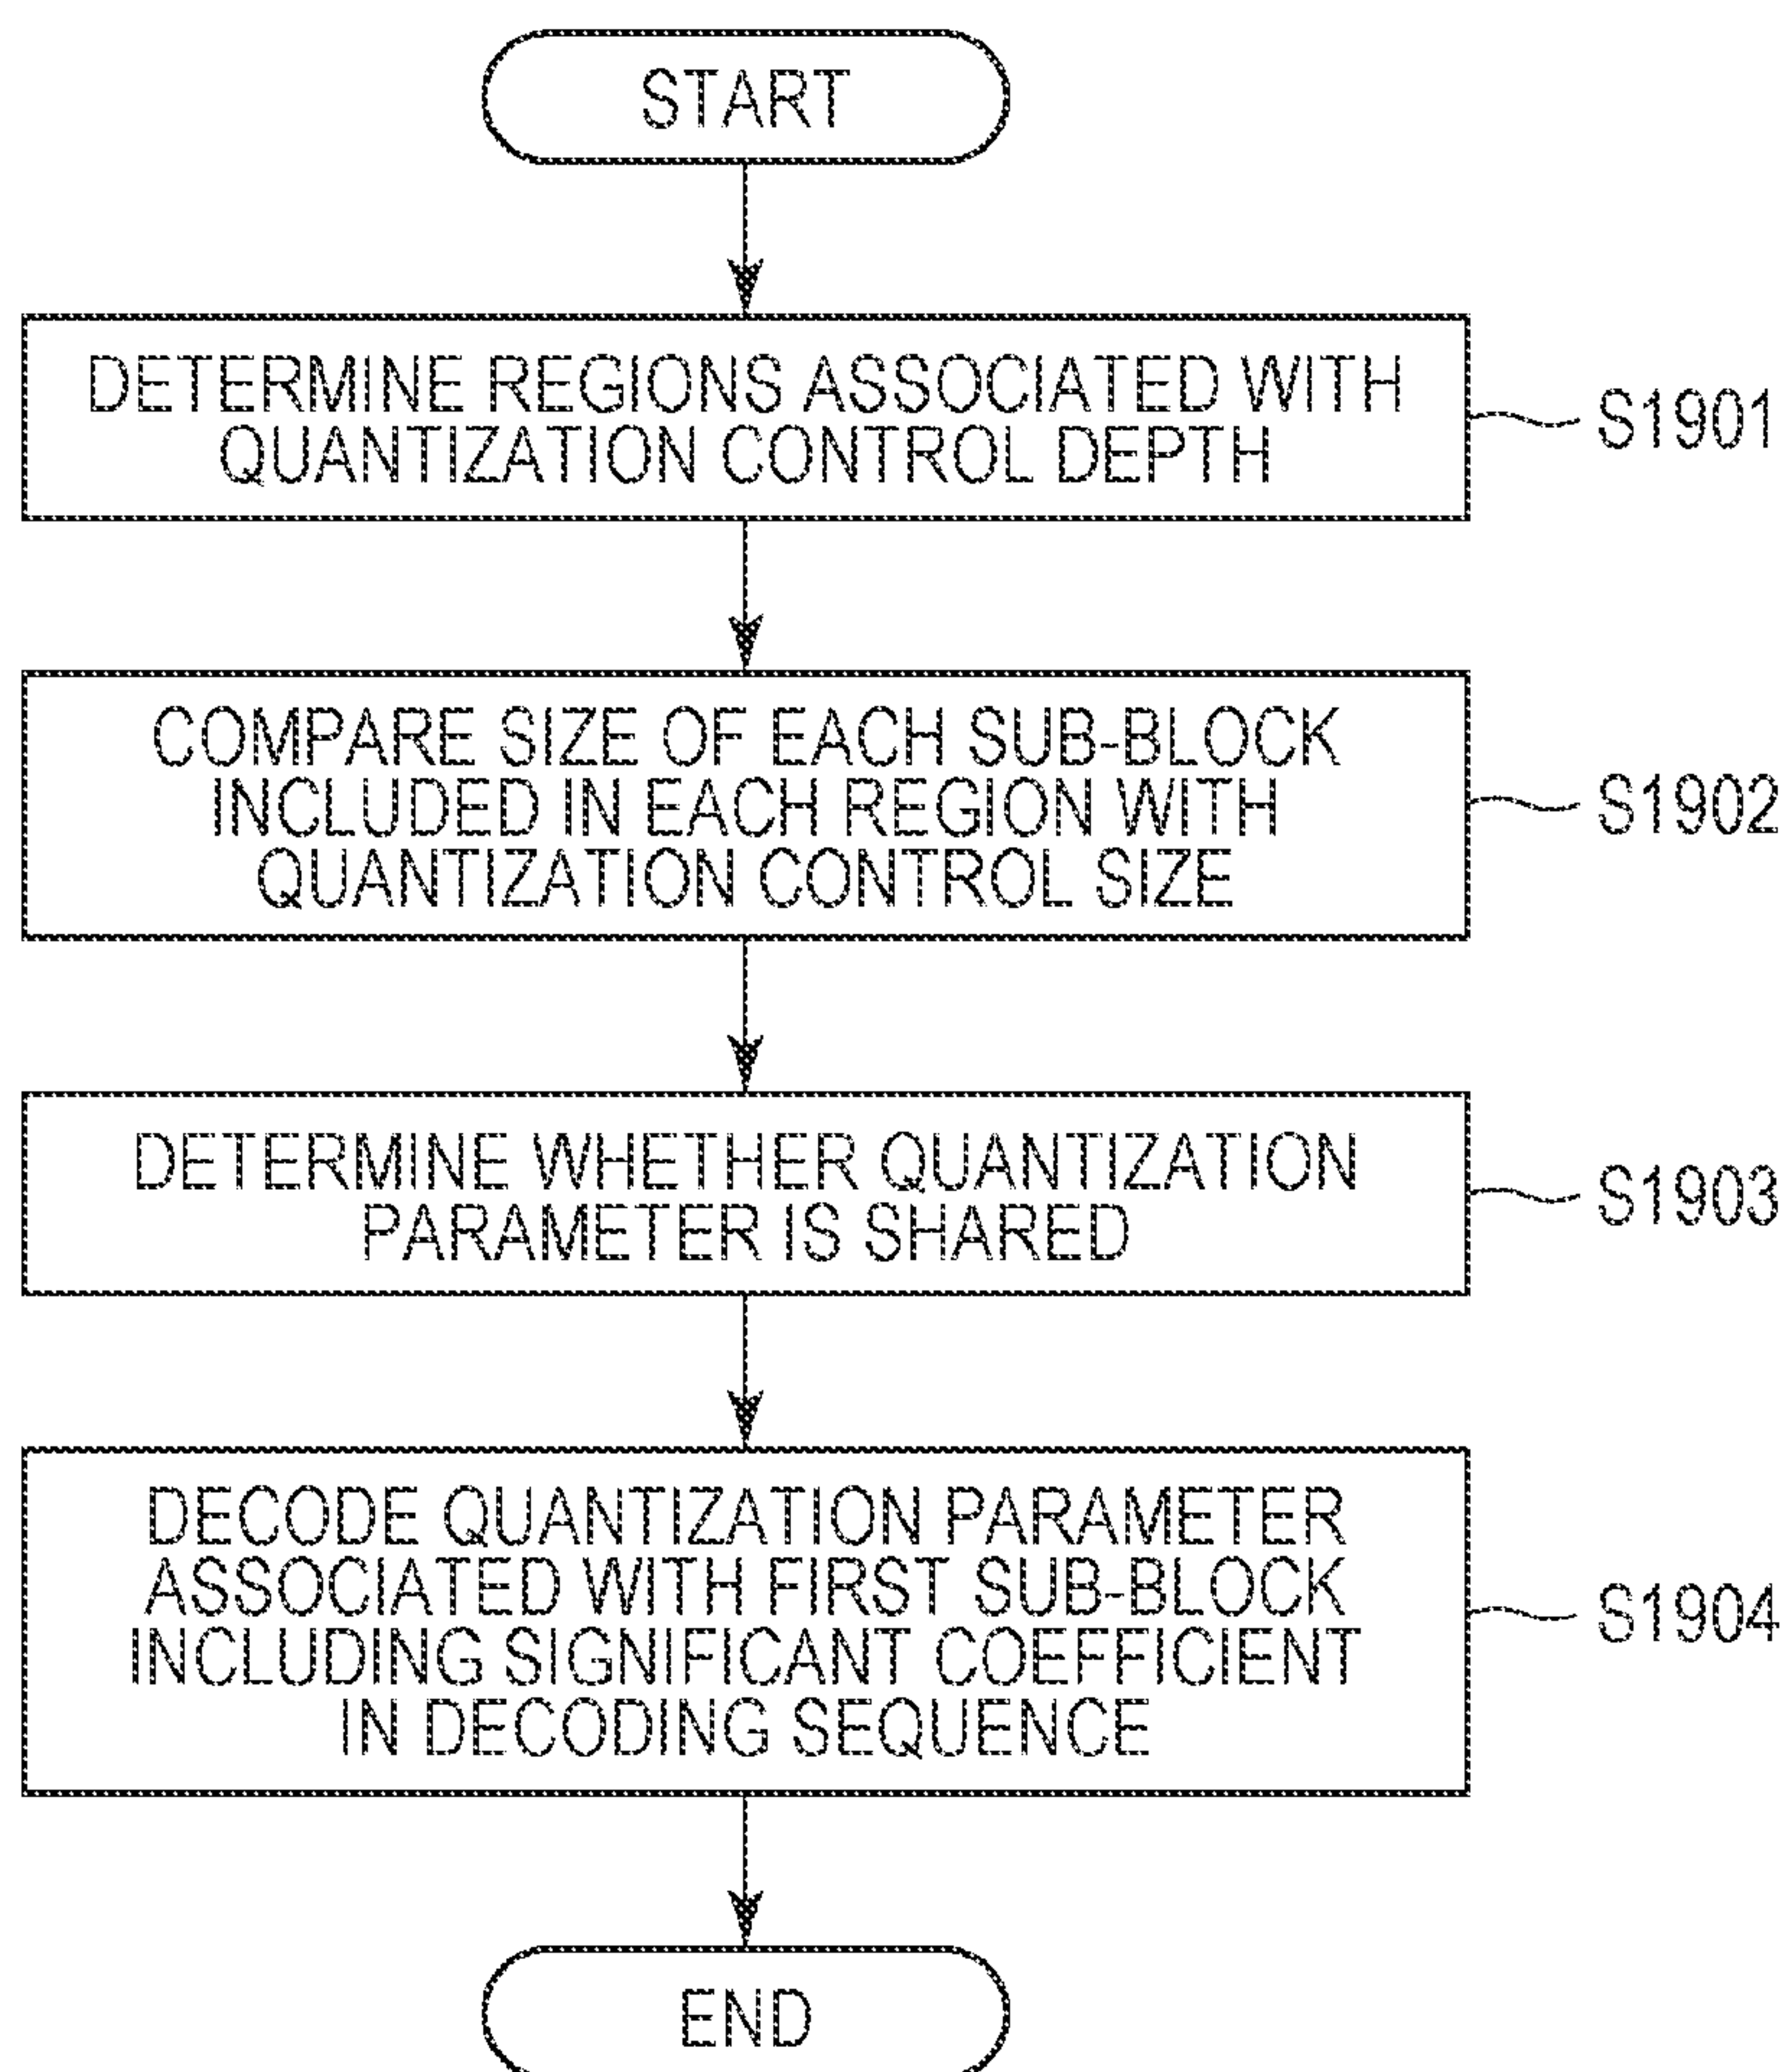 START
DETERMINE REGIONS ASSOCIATED WITH
QUANTIZATION CONTROL DEPTH
S1901
COMPARE SIZE OF EACH SUB-BLOCK
INCLUDED IN EACH REGION WITH
QUANTIZATION CONTROL SIZE
S1902
DETERMINE WHETHER QUANTIZATION
PARAMETER IS SHARED
S1903
DECODE QUANTIZATION PARAMETER
ASSOCIATED WITH FIRST SUB-BLOCK
INCLUDING SIGNIFICANT COEFFICIENT
IN DECODING SEQUENCE
S1904
END